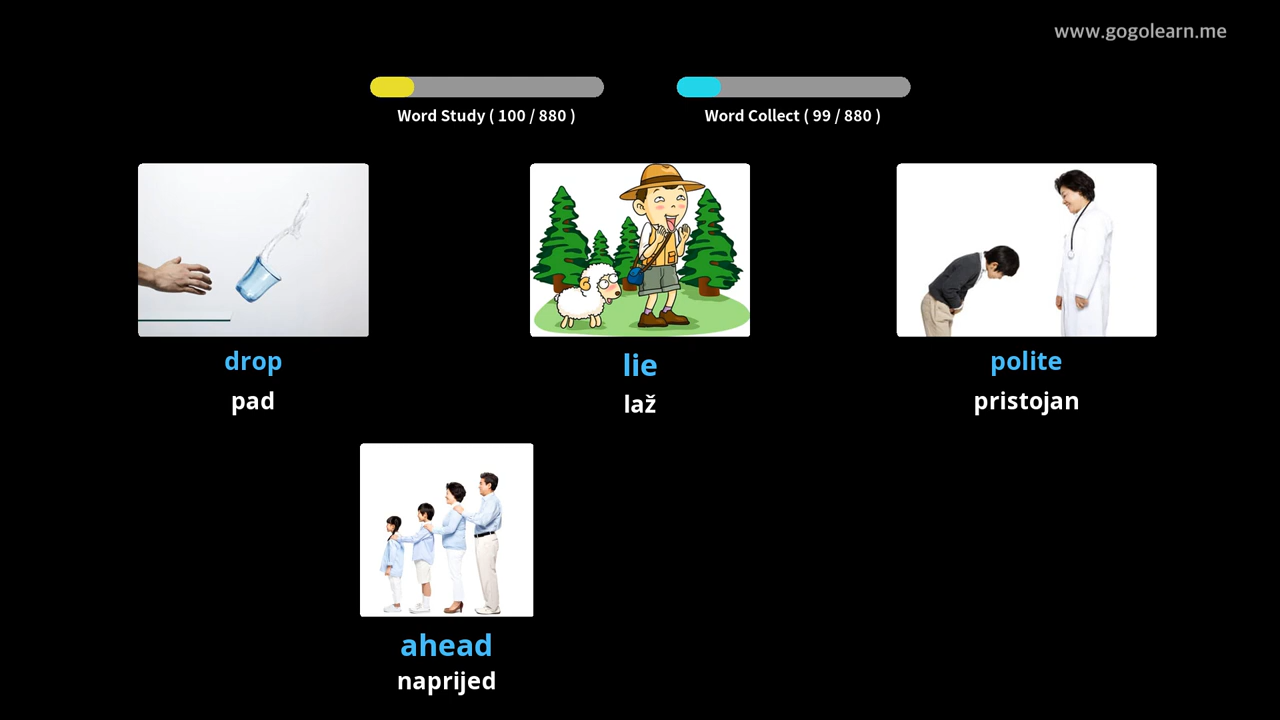 www.gogolearn.me
Word Study ( 100 / 880 )
Word Collect ( 99 / 880 )
drop
pad
lie
laž
polite
pristojan
ahead
naprijed